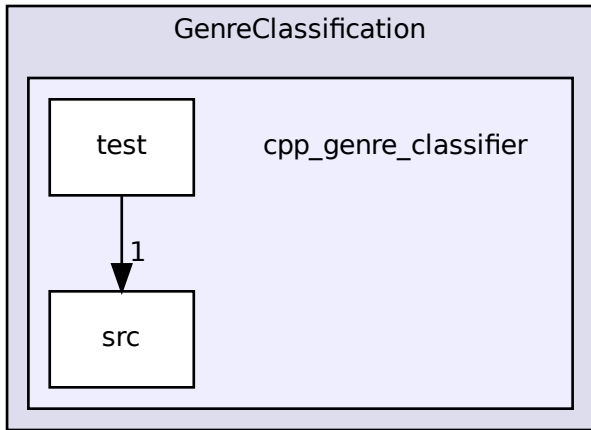 GenreClassification
test
cpp_genre_classifier
1
src